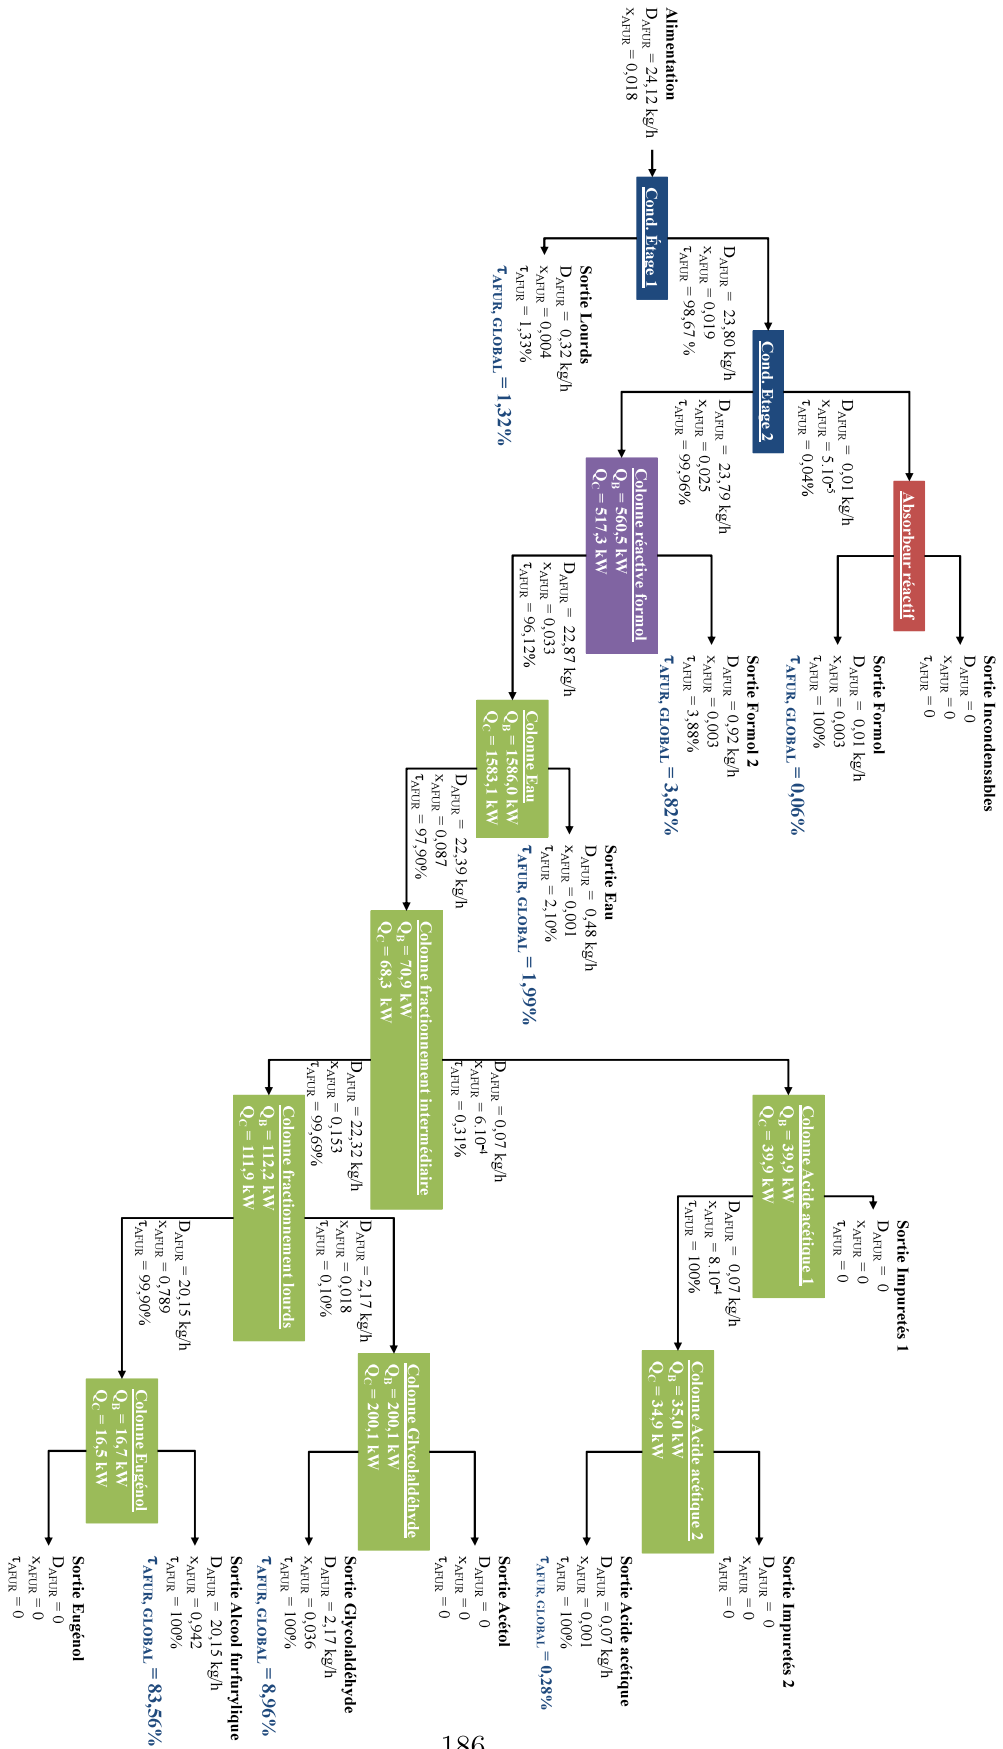 Alimentation
D_AFUR = 24,12 kg/h
x_AFUR = 0,018
Cond. Étage 1
D_AFUR = 23,80 kg/h
x_AFUR = 0,019
τ_AFUR = 98,67 %
Sortie Lourds
D_AFUR = 0,32 kg/h
x_AFUR = 0,004
τ_AFUR = 1,33%
τ_AFUR, GLOBAL = 1,32%
Cond. Etage 2
D_AFUR = 0,01 kg/h
x_AFUR = 5.10^-5
τ_AFUR = 0,04%
D_AFUR = 23,79 kg/h
x_AFUR = 0,025
τ_AFUR = 99,96%
Absorbeur réactif
Sortie Incondensables
D_AFUR = 0
x_AFUR = 0
τ_AFUR = 0
Sortie Formol
D_AFUR = 0,01 kg/h
x_AFUR = 0,003
τ_AFUR = 100%
τ_AFUR, GLOBAL = 0,06%
Colonne réactive formol
Q_B = 560,5 kW
Q_C = 517,3 kW
Sortie Formol 2
D_AFUR = 0,92 kg/h
x_AFUR = 0,003
τ_AFUR = 3,88%
τ_AFUR, GLOBAL = 3,82%
D_AFUR = 22,87 kg/h
x_AFUR = 0,033
τ_AFUR = 96,12%
Colonne Eau
Q_B = 1586,0 kW
Q_C = 1583,1 kW
Sortie Eau
D_AFUR = 0,48 kg/h
x_AFUR = 0,001
τ_AFUR = 2,10%
τ_AFUR, GLOBAL = 1,99%
D_AFUR = 22,39 kg/h
x_AFUR = 0,087
τ_AFUR = 97,90%
Colonne fractionnement intermédiaire
Q_B = 70,9 kW
Q_C = 68,3 kW
D_AFUR = 0,07 kg/h
x_AFUR = 6.10^-4
τ_AFUR = 0,31%
D_AFUR = 22,32 kg/h
x_AFUR = 0,153
τ_AFUR = 99,69%
Colonne Acide acétique 1
Q_B = 39,9 kW
Q_C = 39,9 kW
Sortie Impuretés 1
D_AFUR = 0
x_AFUR = 0
τ_AFUR = 0
D_AFUR = 0,07 kg/h
x_AFUR = 8.10^-4
τ_AFUR = 100%
Colonne Acide acétique 2
Q_B = 35,0 kW
Q_C = 34,9 kW
Sortie Impuretés 2
D_AFUR = 0
x_AFUR = 0
τ_AFUR = 0
Sortie Acide acétique
D_AFUR = 0,07 kg/h
x_AFUR = 0,001
τ_AFUR = 100%
τ_AFUR, GLOBAL = 0,28%
Colonne fractionnement lourds
Q_B = 112,2 kW
Q_C = 111,9 kW
D_AFUR = 2,17 kg/h
x_AFUR = 0,018
τ_AFUR = 0,10%
D_AFUR = 20,15 kg/h
x_AFUR = 0,789
τ_AFUR = 99,90%
Colonne Glycolaldéhyde
Q_B = 200,1 kW
Q_C = 200,1 kW
Sortie Acétol
D_AFUR = 0
x_AFUR = 0
τ_AFUR = 0
Sortie Glycolaldéhyde
D_AFUR = 2,17 kg/h
x_AFUR = 0,036
τ_AFUR = 100%
τ_AFUR, GLOBAL = 8,96%
Colonne Eugénol
Q_B = 16,7 kW
Q_C = 16,5 kW
Sortie Alcool furfurylique
D_AFUR = 20,15 kg/h
x_AFUR = 0,942
τ_AFUR = 100%
τ_AFUR, GLOBAL = 83,56%
Sortie Eugénol
D_AFUR = 0
x_AFUR = 0
τ_AFUR = 0
186